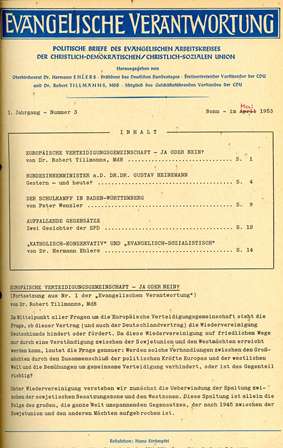 EVANGELISCHE VERANTWORTUNG
POLITISCHE BRIEFE DES EVANGELISCHEN ARBEITSKREISES
DER CHRISTLICH-DEMOKRATISCHEN/CHRISTLICH-SOZIALEN UNION
Herausgegeben von
Oberkirchenrat Dr. Hermann EHLERS · Präsident des Deutschen Bundestages · Stellvertretender Vorsitzender der CDU
und Dr. Robert TILLMANNS, MdB · Mitglied des Geschäftsführenden Vorstandes der CDU
Mai
1. Jahrgang - Nummer 3 Bonn - im April 1953
INHALT
EUROPÄISCHE VERTEIDIGUNGSGEMEINSCHAFT - JA ODER NEIN?
von Dr. Robert Tillmanns, MdB ........ S. 1
BUNDESINNENMINISTER a.D. DR.DR. GUSTAV HEINEMANN
Gestern - und heute? ........ S. 4
DER SCHULKAMPF IN BADEN-WÜRTTEMBERG
von Peter Wenzler ........ S. 9
AUFFALLENDE GEGENSÄTZE
Zwei Gesichter der SPD ........ S. 12
„KATHOLISCH-KONSERVATIV" UND „EVANGELISCH-SOZIALISTISCH"
von Dr. Hermann Ehlers ........ S. 14
EUROPÄISCHE VERTEIDIGUNGSGEMEINSCHAFT - JA ODER NEIN?
(Fortsetzung aus Nr. 1 der „Evangelischen Verantwortung")
von Dr. Robert Tillmanns, MdB
Im Mittelpunkt aller Fragen um die Europäische Verteidigungsgemeinschaft steht die
Frage, ob dieser Vertrag (und auch der Deutschlandvertrag) die Wiedervereinigung
Deutschlands hindert oder fördert. Da diese Wiedervereinigung auf friedlichem Wege
nur durch eine Verständigung zwischen der Sowjetunion und den Westmächten erreicht
werden kann, lautet die Frage genauer: Werden solche Verhandlungen zwischen den Groß-
mächten durch den Zusammenschluß der politischen Kräfte Europas und der westlichen
Welt und die Bemühungen um gemeinsame Verteidigung verhindert, oder ist das Gegenteil
richtig?
Unter Wiedervereinigung verstehen wir zunächst die Ueberwindung der Spaltung zwi-
schen der sowjetischen Besatzungszone und den Westzonen. Diese Spaltung ist allein die
Folge des großen, die ganze Welt umspannenden Gegensatzes, der nach 1945 zwischen der
Sowjetunion und den anderen Mächten aufgebrochen ist.
Redaktion: Hans